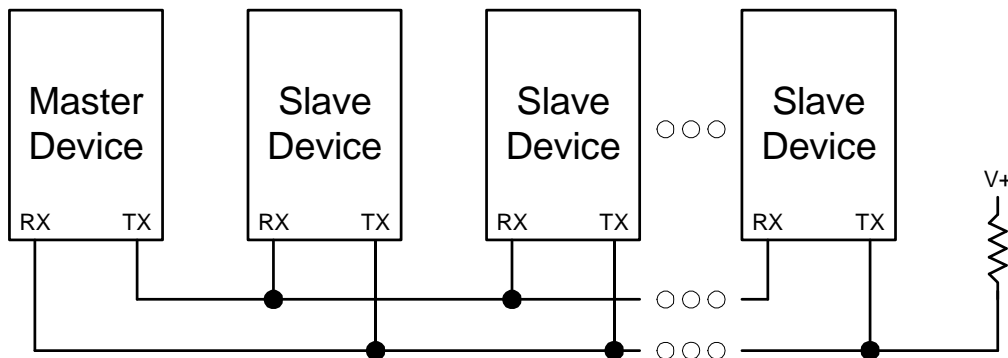 Master
Device
Slave
Device
Slave
Device
Slave
Device
V+
RX TX
RX TX
RX TX
RX TX